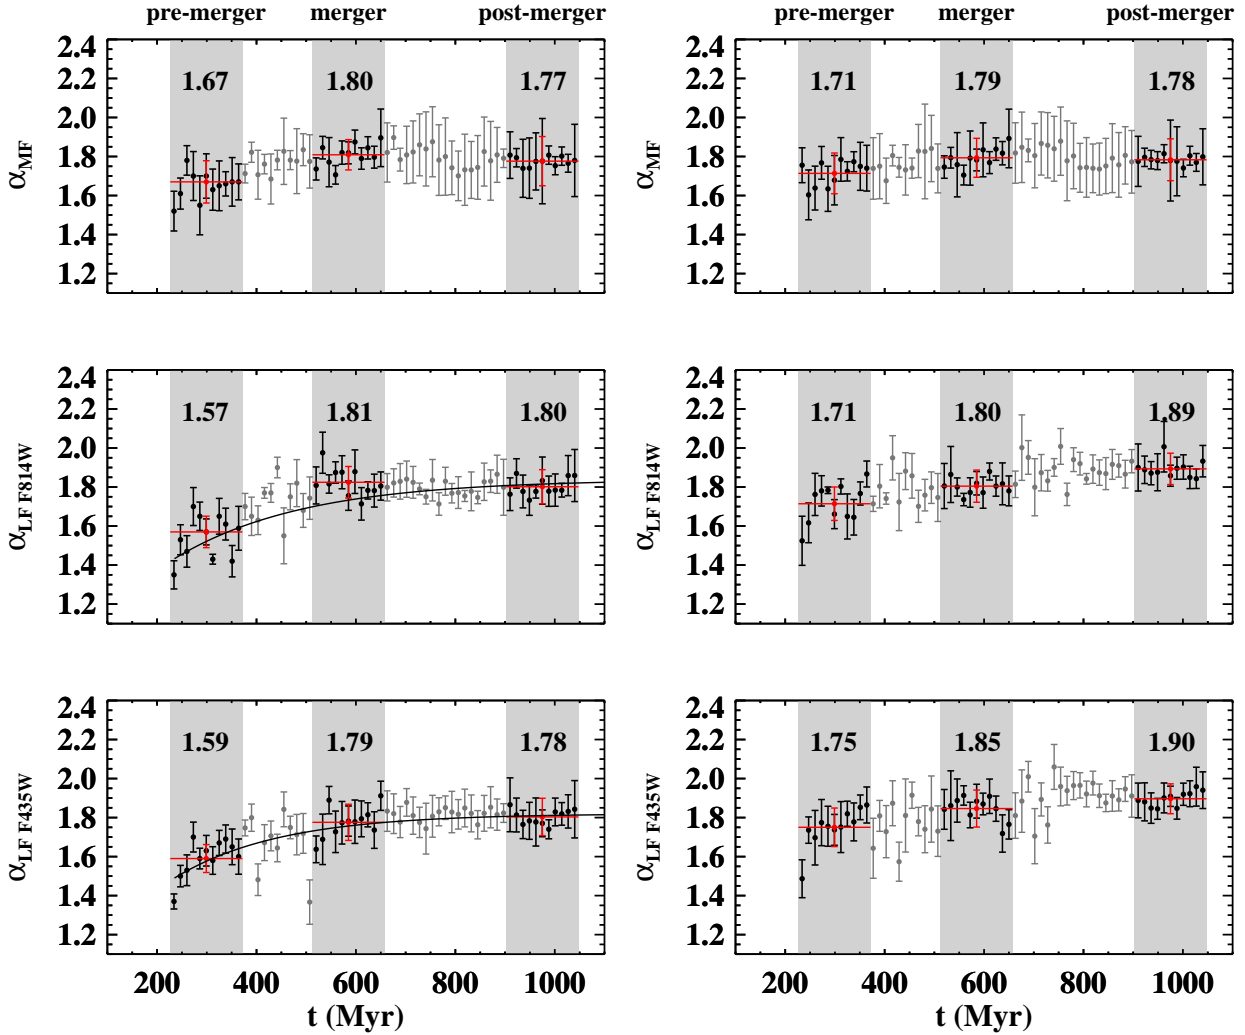 pre-merger merger post-merger pre-merger merger post-merger
2.4 2.4
2.2 1.67 1.80 1.77 2.2 1.71 1.79 1.78
2.0 2.0
αMF 1.8 αMF 1.8
1.6 1.6
1.4 1.4
1.2 1.2
2.4 2.4
2.2 1.57 1.81 1.80 2.2 1.71 1.80 1.89
2.0 2.0
αLF F814W 1.8 αLF F814W 1.8
1.6 1.6
1.4 1.4
1.2 1.2
2.4 2.4
2.2 1.59 1.79 1.78 2.2 1.75 1.85 1.90
2.0 2.0
αLF F435W 1.8 αLF F435W 1.8
1.6 1.6
1.4 1.4
1.2 1.2
200 400 600 800 1000 200 400 600 800 1000
t (Myr) t (Myr)